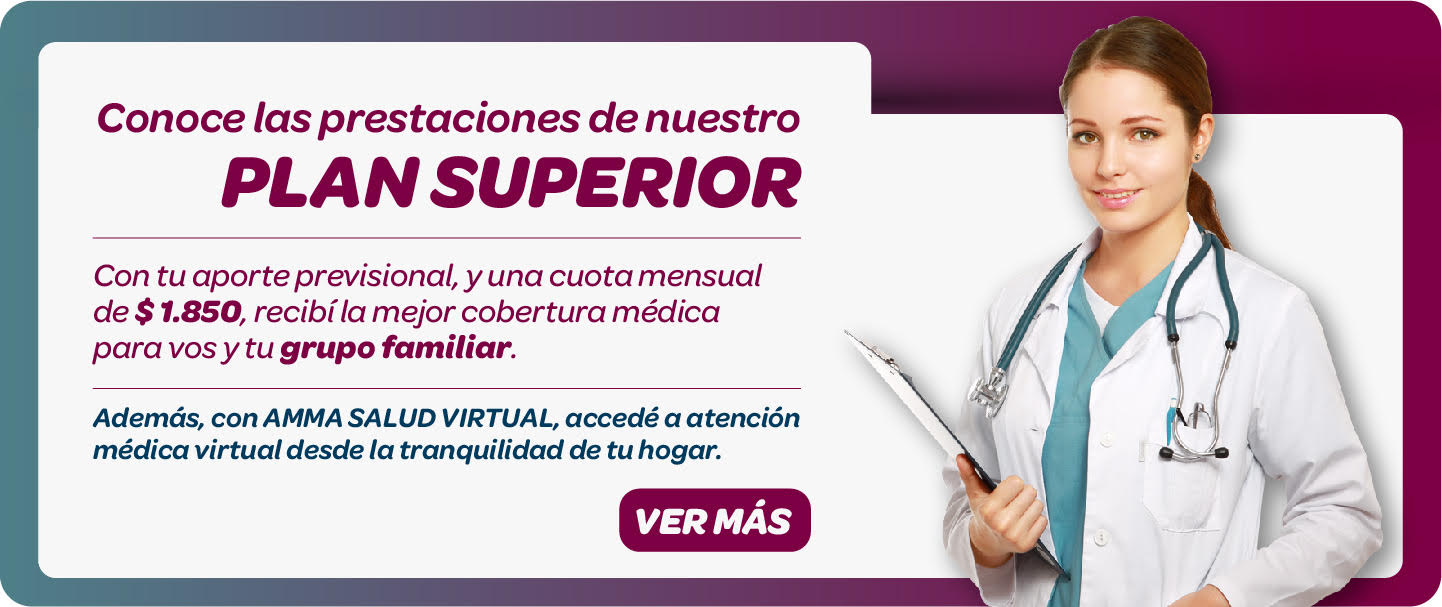 Conoce las prestaciones de nuestro
PLAN SUPERIOR
Con tu aporte previsional, y una cuota mensual
de $ 1.850, recibí la mejor cobertura médica
para vos y tu grupo familiar.
Además, con AMMA SALUD VIRTUAL, accedé a atención
médica virtual desde la tranquilidad de tu hogar.
VER MÁS